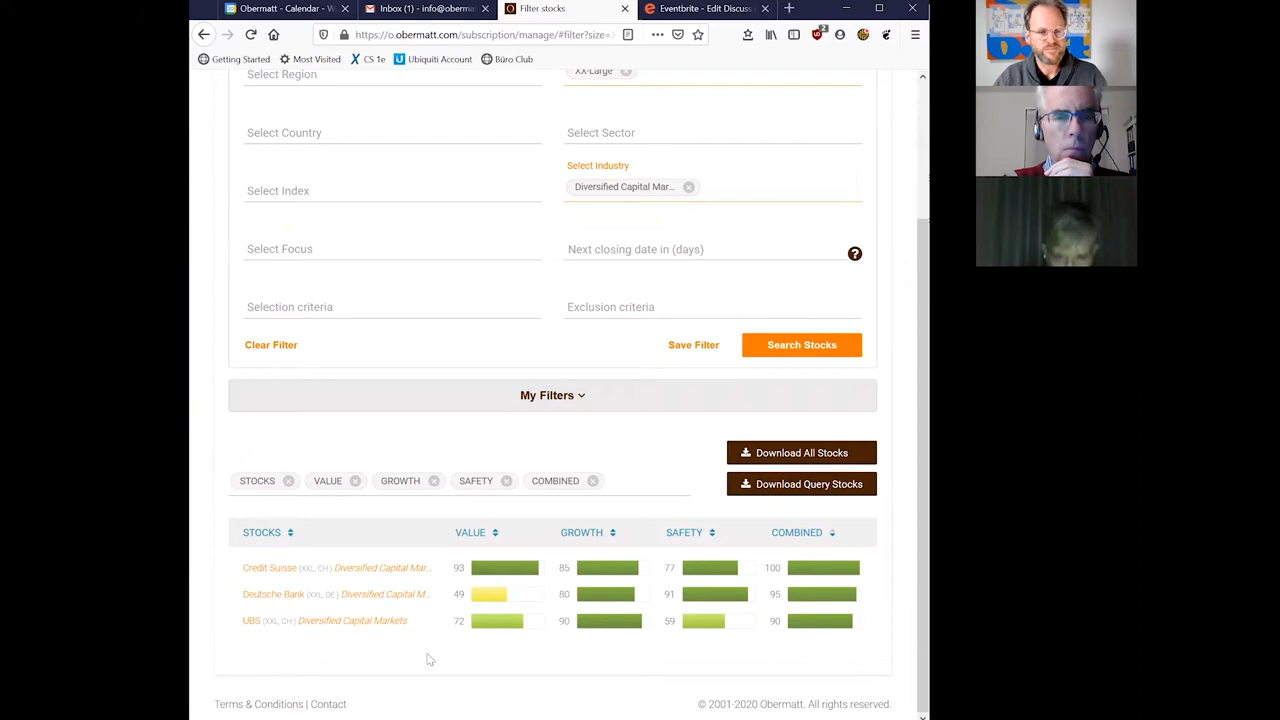 Obermatt - Calendar - W
Inbox (1) - info@oberma
Filter stocks
Eventbrite - Edit Discuss
https://o.obermatt.com/subscription/manage/#filter?size=
2
Getting Started
Most Visited
CS 1e
Ubiquiti Account
Büro Club
Select Region
XX-Large
Select Country
Select Sector
Select Industry
Select Index
Diversified Capital Mar...
Select Focus
Next closing date in (days)
?
Selection criteria
Exclusion criteria
Clear Filter
Save Filter
Search Stocks
My Filters
Download All Stocks
STOCKS VALUE GROWTH SAFETY COMBINED
Download Query Stocks
STOCKS VALUE GROWTH SAFETY COMBINED
Credit Suisse (XXL, CH) Diversified Capital Mar... 93 85 77 100
Deutsche Bank (XXL, DE) Diversified Capital M... 49 80 91 95
UBS (XXL, CH) Diversified Capital Markets 72 90 59 90
Terms & Conditions | Contact
© 2001-2020 Obermatt. All rights reserved.